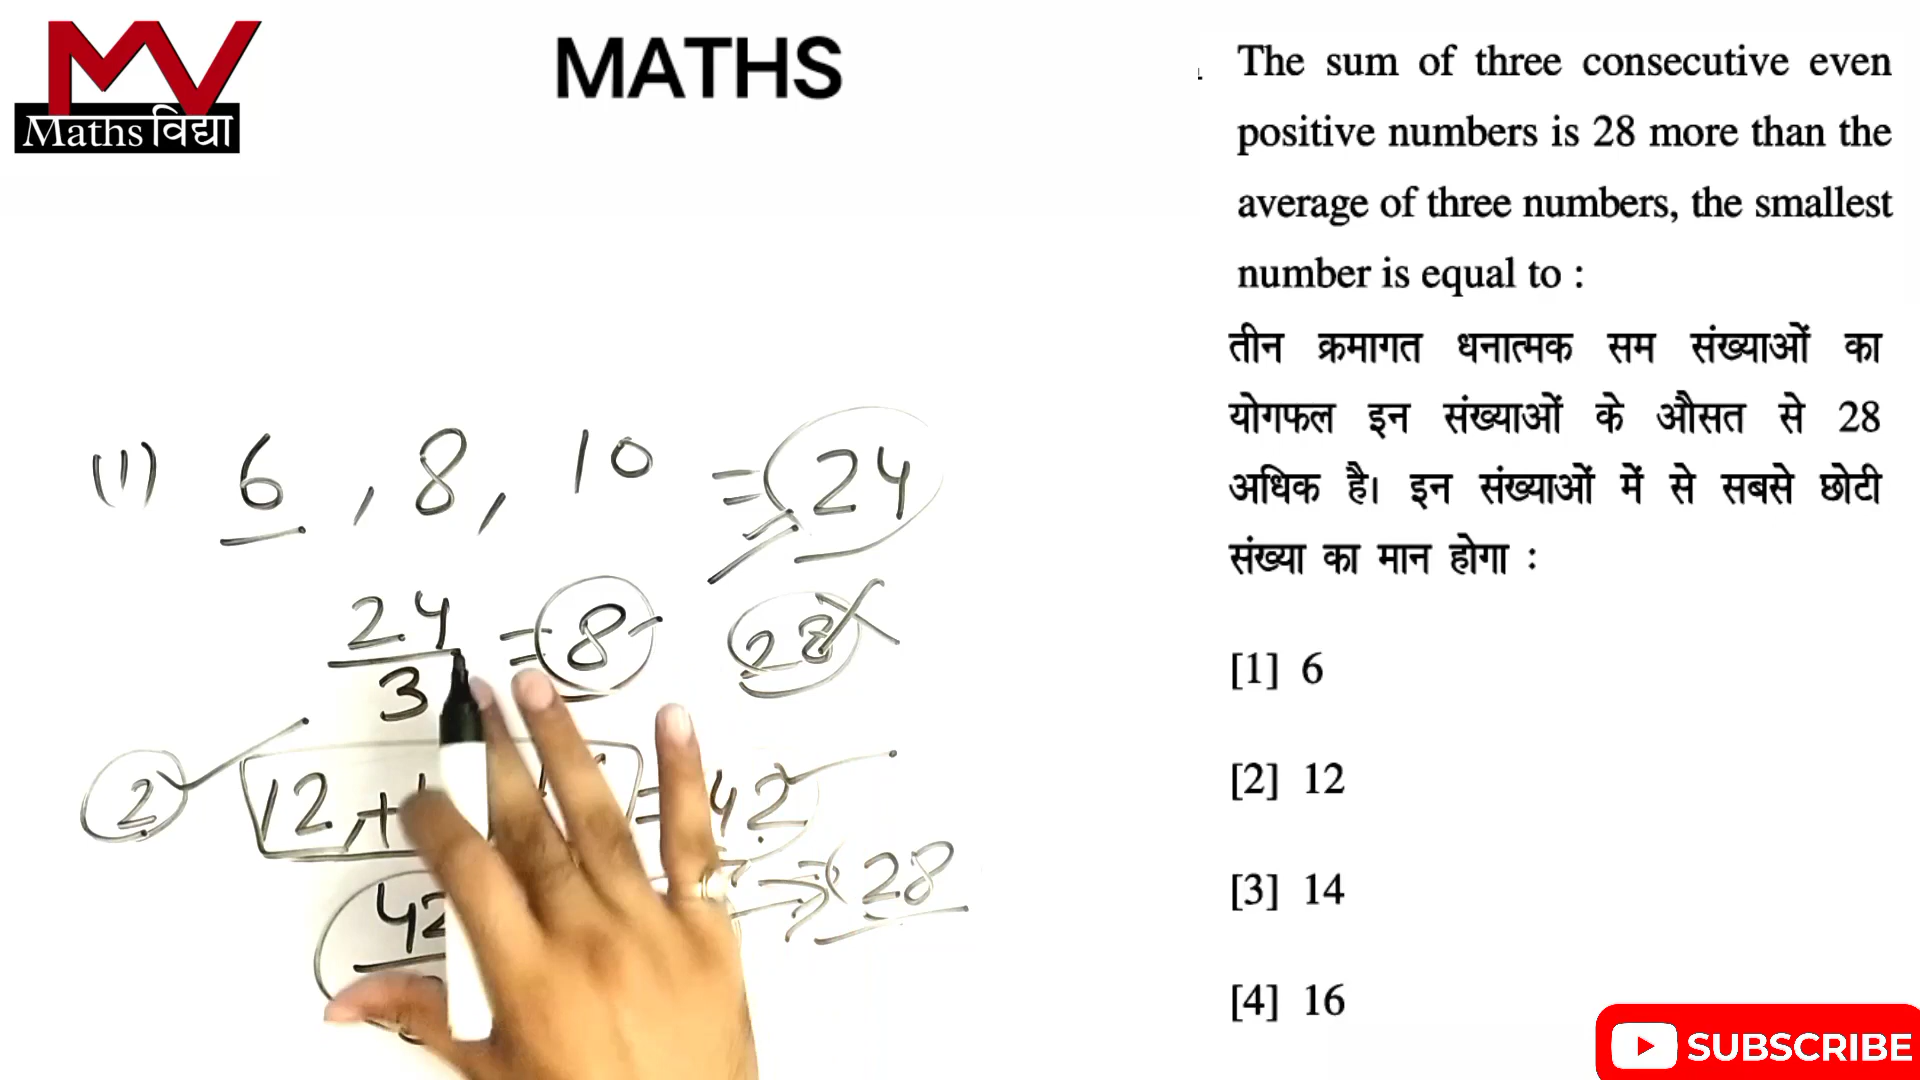 MV
Maths विद्या
MATHS
The sum of three consecutive even
positive numbers is 28 more than the
average of three numbers, the smallest
number is equal to :
तीन क्रमागत धनात्मक सम संख्याओं का
योगफल इन संख्याओं के औसत से 28
अधिक है। इन संख्याओं में से सबसे छोटी
संख्या का मान होगा :
[1] 6
[2] 12
[3] 14
[4] 16
(1) 6 , 8 , 10 = 24
24
3
= 8
28
2
12, +
= 42
42
= 28
SUBSCRIBE